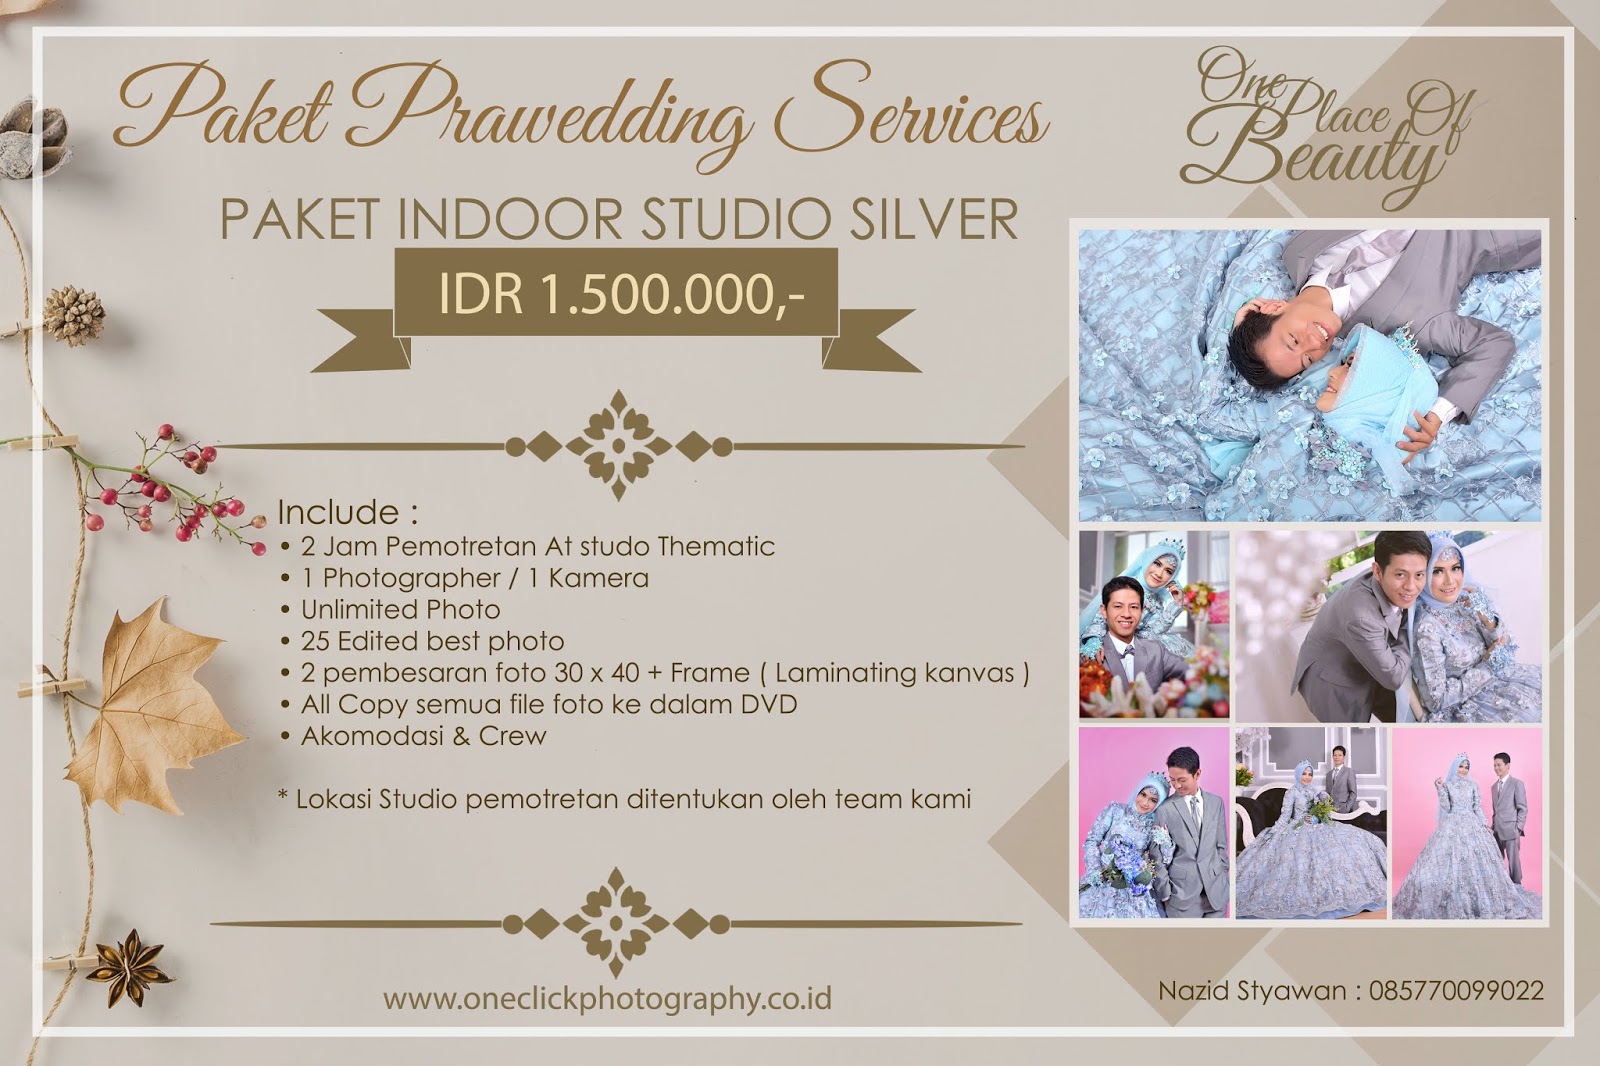 Paket Prawedding Services
PAKET INDOOR STUDIO SILVER
IDR 1.500.000,-
Include :
• 2 Jam Pemotretan At studo Thematic
• 1 Photographer / 1 Kamera
• Unlimited Photo
• 25 Edited best photo
• 2 pembesaran foto 30 x 40 + Frame ( Laminating kanvas )
• All Copy semua file foto ke dalam DVD
• Akomodasi & Crew
* Lokasi Studio pemotretan ditentukan oleh team kami
www.oneclickphotography.co.id
One
Place Of
Beauty
Nazid Styawan : 085770099022